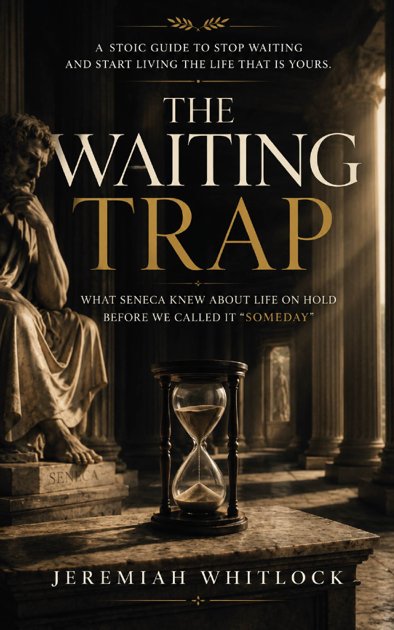 A STOIC GUIDE TO STOP WAITING
AND START LIVING THE LIFE THAT IS YOURS.
THE
WAITING
TRAP
WHAT SENECA KNEW ABOUT LIFE ON HOLD
BEFORE WE CALLED IT “SOMEDAY”
SENECA
JEREMIAH WHITLOCK